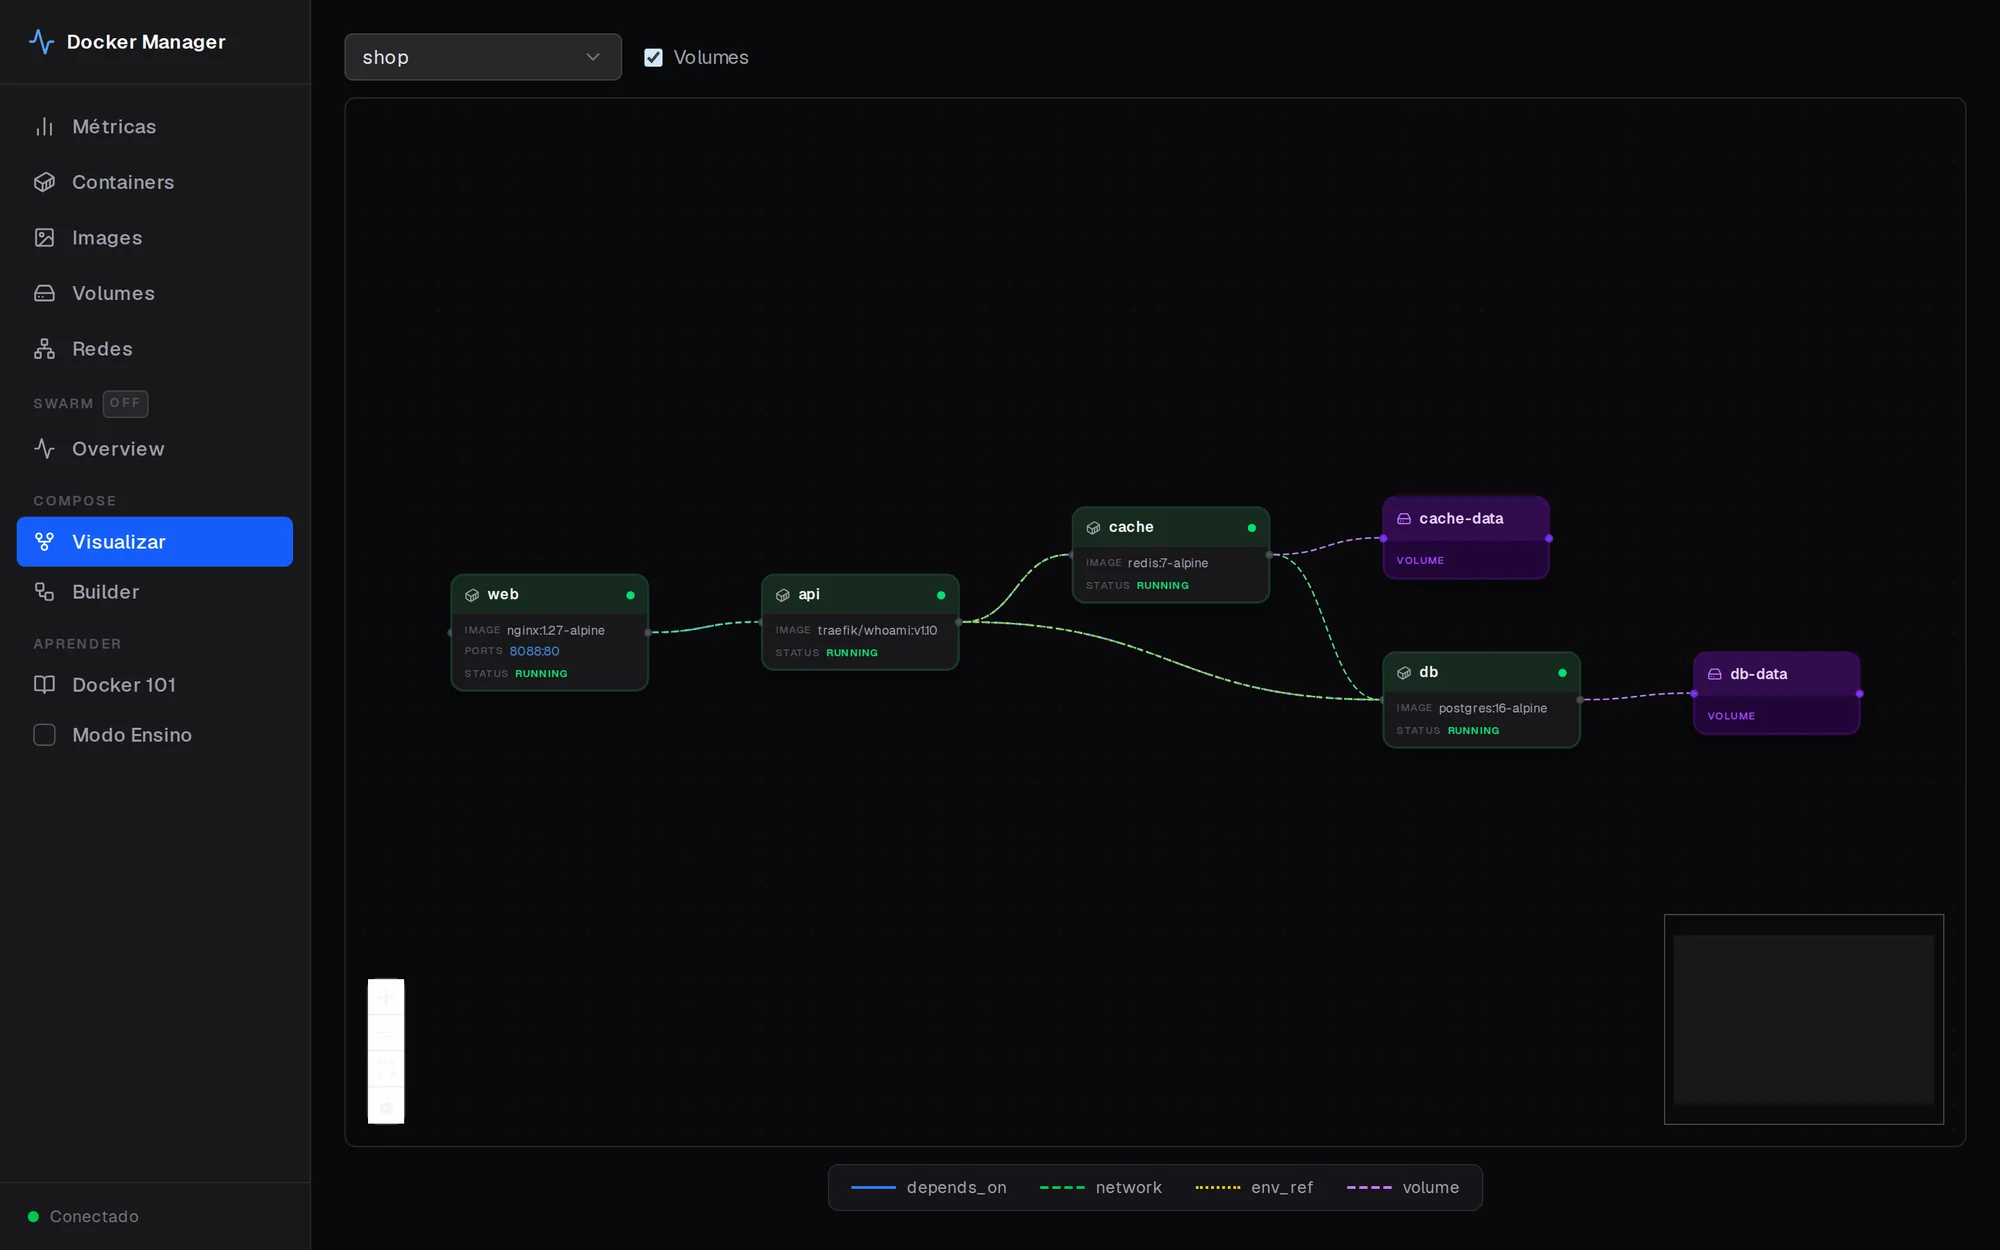 Docker Manager
Métricas
Containers
Images
Volumes
Redes
SWARM OFF
Overview
COMPOSE
Visualizar
Builder
APRENDER
Docker 101
Modo Ensino
Conectado
shop
Volumes
web
IMAGE nginx:1.27-alpine
PORTS 8088:80
STATUS RUNNING
api
IMAGE traefik/whoami:v1.10
STATUS RUNNING
cache
IMAGE redis:7-alpine
STATUS RUNNING
cache-data
VOLUME
db
IMAGE postgres:16-alpine
STATUS RUNNING
db-data
VOLUME
depends_on network env_ref volume